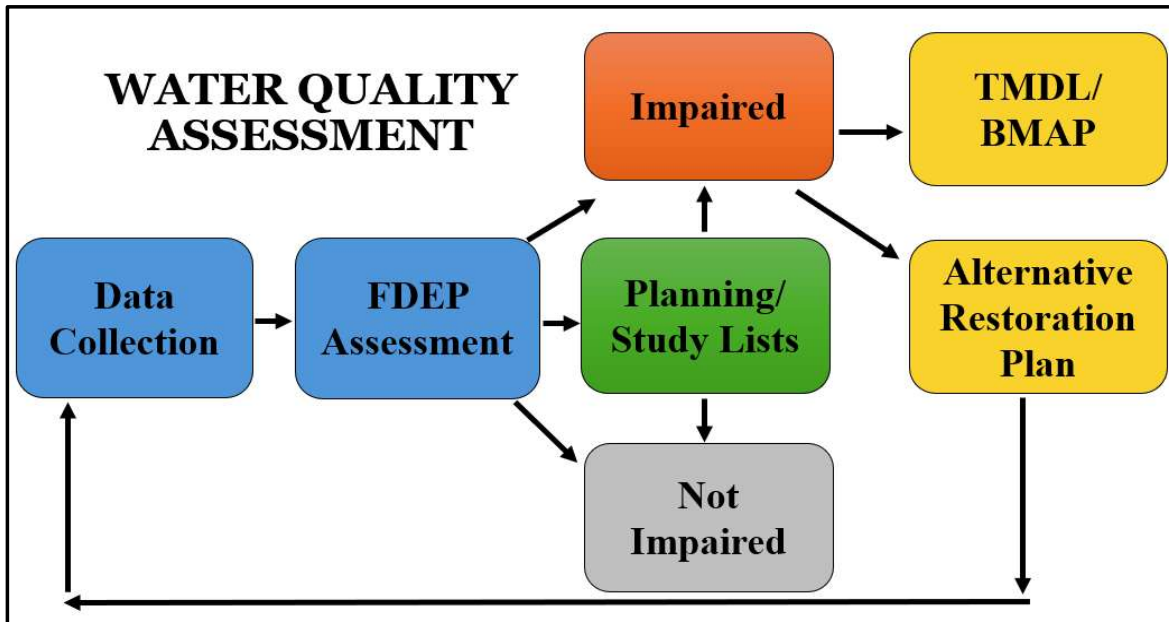 WATER QUALITY
ASSESSMENT
Impaired
TMDL/
BMAP
Data
Collection
FDEP
Assessment
Planning/
Study Lists
Alternative
Restoration
Plan
Not
Impaired